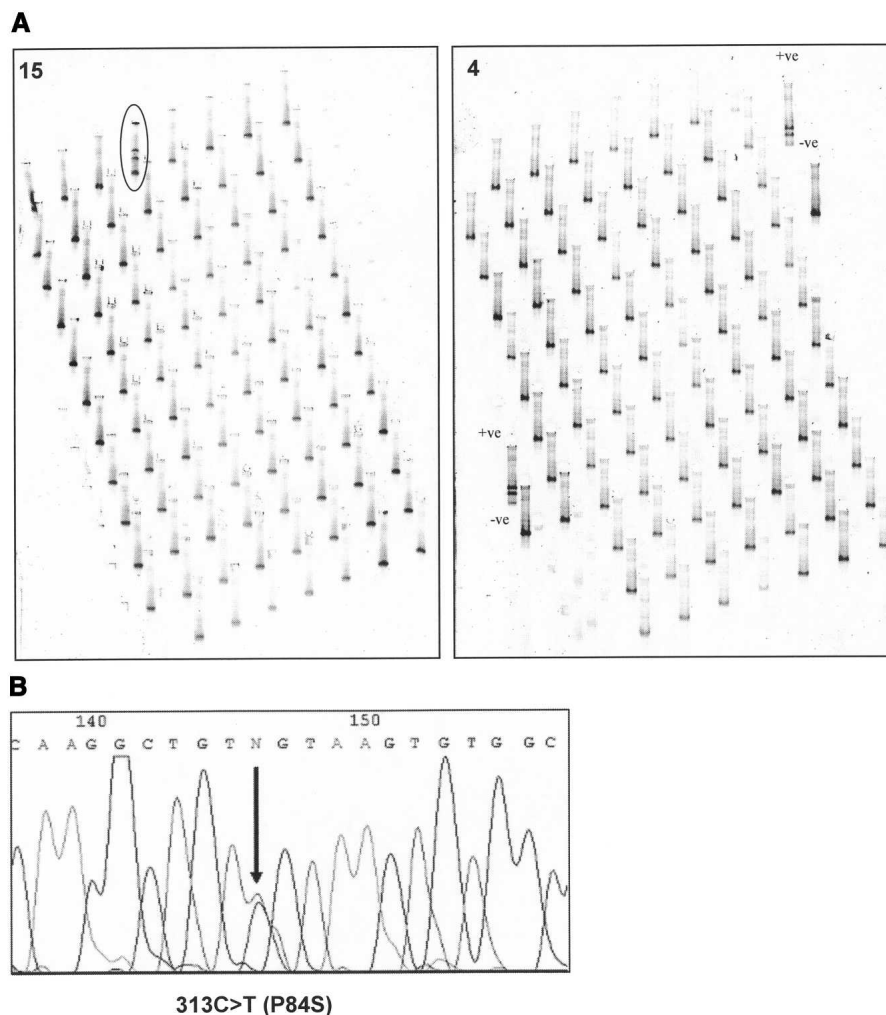 A
15
4
+ve
-ve
+ve
-ve
B
140 150
C A A G G C T G T N G T A A G T G T G G C
313C>T (P84S)